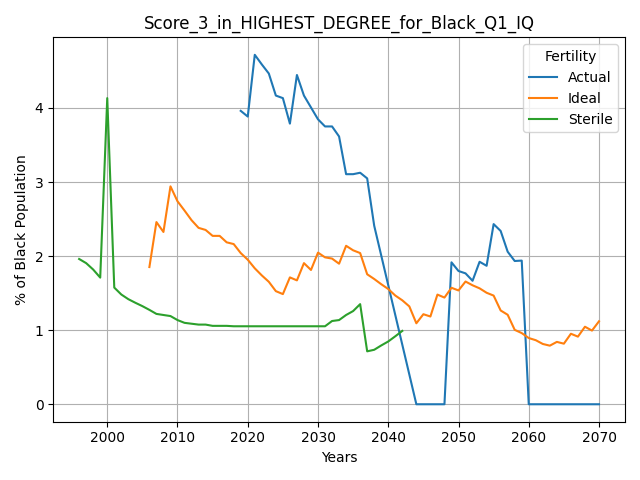 Score_3_in_HIGHEST_DEGREE_for_Black_Q1_IQ
Fertility
Actual
Ideal
Sterile
% of Black Population
4
3
2
1
0
2000 2010 2020 2030 2040 2050 2060 2070
Years